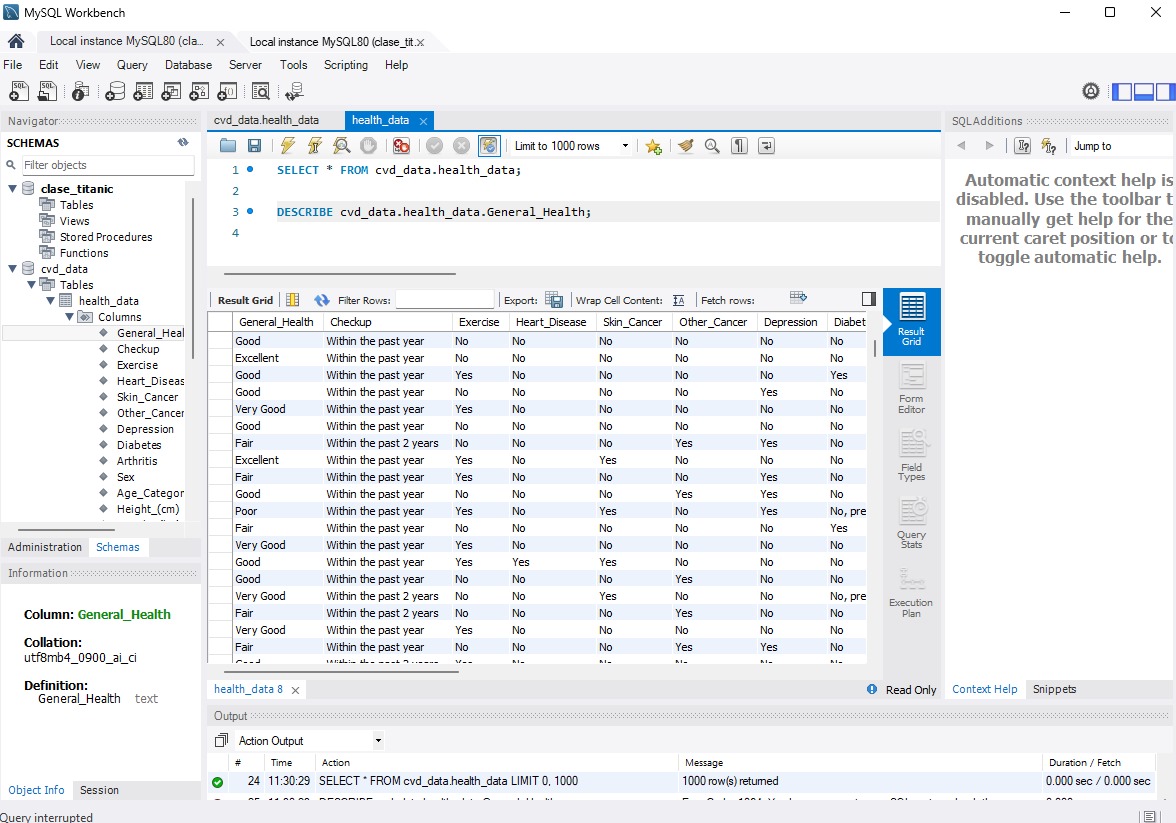 MySQL Workbench
Local instance MySQL80 (cla...
Local instance MySQL80 (clase_tit.
File Edit View Query Database Server Tools Scripting Help
Navigator
SCHEMAS
Filter objects
clase_titanic
Tables
Views
Stored Procedures
Functions
cvd_data
Tables
health_data
Columns
General_Heal
Checkup
Exercise
Heart_Diseas
Skin_Cancer
Other_Cancer
Depression
Diabetes
Arthritis
Sex
Age_Categor
Height_(cm)
Administration Schemas
Information
Column: General_Health
Collation:
utf8mb4_0900_ai_ci
Definition:
General_Health text
Object Info Session
Query interrupted
cvd_data.health_data health_data
Limit to 1000 rows
1 SELECT * FROM cvd_data.health_data;
2
3 DESCRIBE cvd_data.health_data.General_Health;
4
Result Grid Filter Rows: Export: Wrap Cell Content: Fetch rows:
General_Health Checkup Exercise Heart_Disease Skin_Cancer Other_Cancer Depression Diabet
Good Within the past year No No No No No No
Excellent Within the past year No No No No No No
Good Within the past year Yes No No No No Yes
Good Within the past year No No No No Yes No
Very Good Within the past year Yes No No No No No
Good Within the past year No No No No No No
Fair Within the past 2 years No No No Yes Yes No
Excellent Within the past year Yes No Yes No No No
Fair Within the past year Yes No No No Yes No
Good Within the past year No No No Yes Yes No
Poor Within the past year Yes No Yes No Yes No, pre
Fair Within the past year No No No No No Yes
Very Good Within the past year Yes No No No No No
Good Within the past year Yes Yes Yes No No No
Good Within the past year No No No Yes No No
Very Good Within the past 2 years No No Yes No No No, pre
Fair Within the past 2 years No No No Yes No No
Very Good Within the past year Yes No No No No No
Fair Within the past year No No No Yes Yes No
Result Grid
Form Editor
Field Types
Query Stats
Execution Plan
health_data 8
Read Only
Output
Action Output
# Time Action Message Duration / Fetch
24 11:30:29 SELECT * FROM cvd_data.health_data LIMIT 0, 1000 1000 row(s) returned 0.000 sec / 0.000 sec
SQLAdditions
Jump to
Automatic context help is
disabled. Use the toolbar t
manually get help for the
current caret position or to
toggle automatic help.
Context Help Snippets